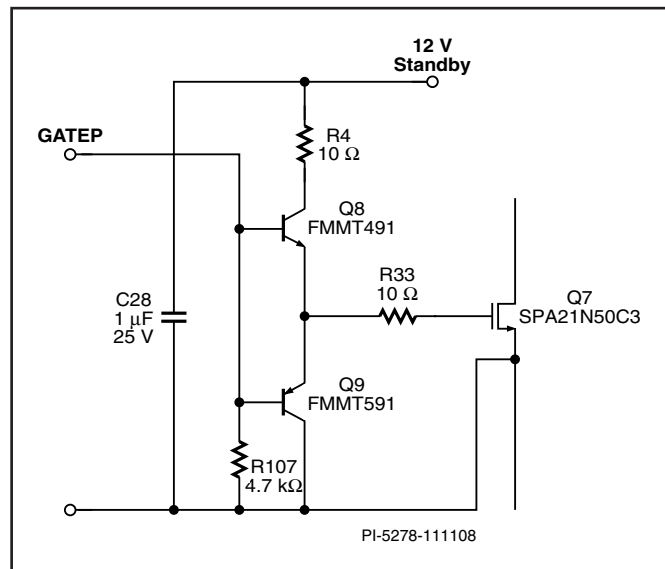 12 V
Standby
GATEP
R4
10 Ω
Q8
FMMT491
R33
10 Ω
Q7
SPA21N50C3
C28
1 μF
25 V
Q9
FMMT591
R107
4.7 kΩ
PI-5278-111108